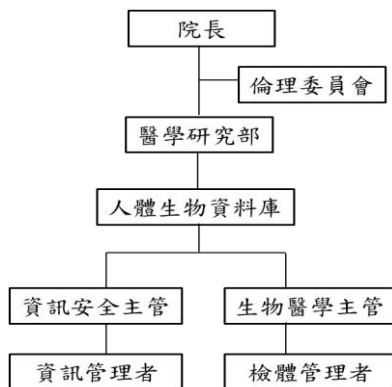 院長
倫理委員會
醫學研究部
人體生物資料庫
資訊安全主管
生物醫學主管
資訊管理者
檢體管理者